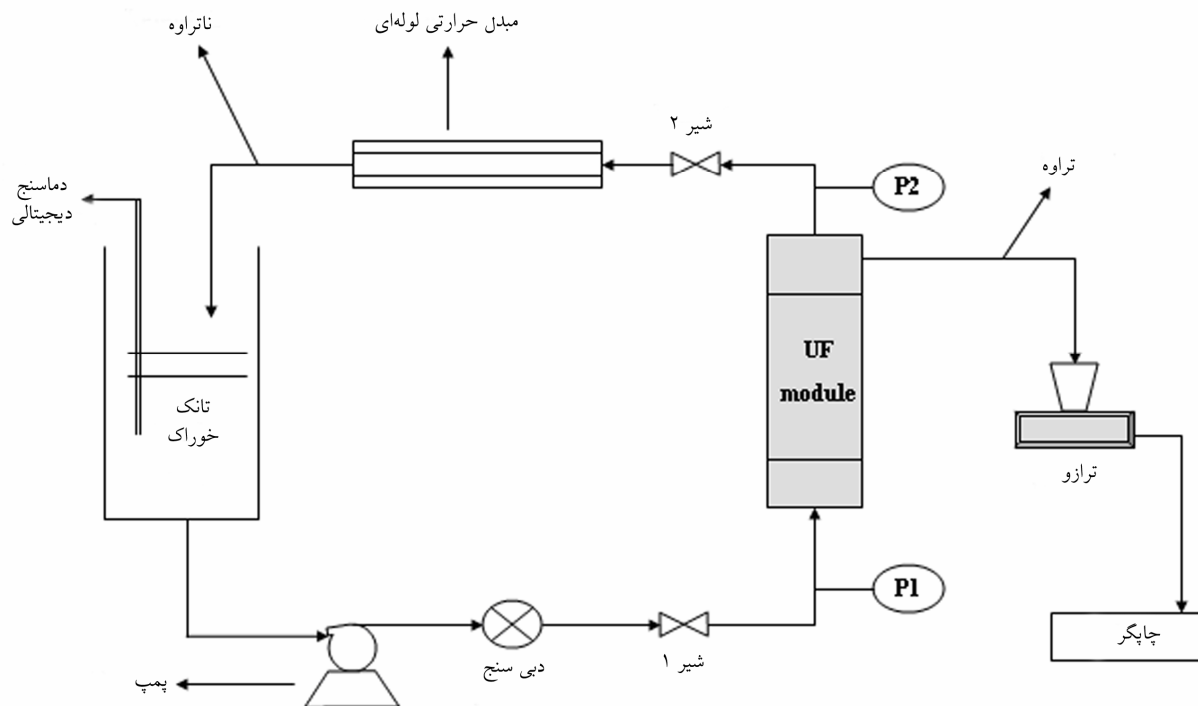 ناتراوه
مبدل حرارتی لوله‌ای
شیر ۲
P2
تراوه
دماسنج
دیجیتالی
تانک
خوراک
UF
module
ترازو
P1
چاپگر
دبی سنج
شیر ۱
پمپ